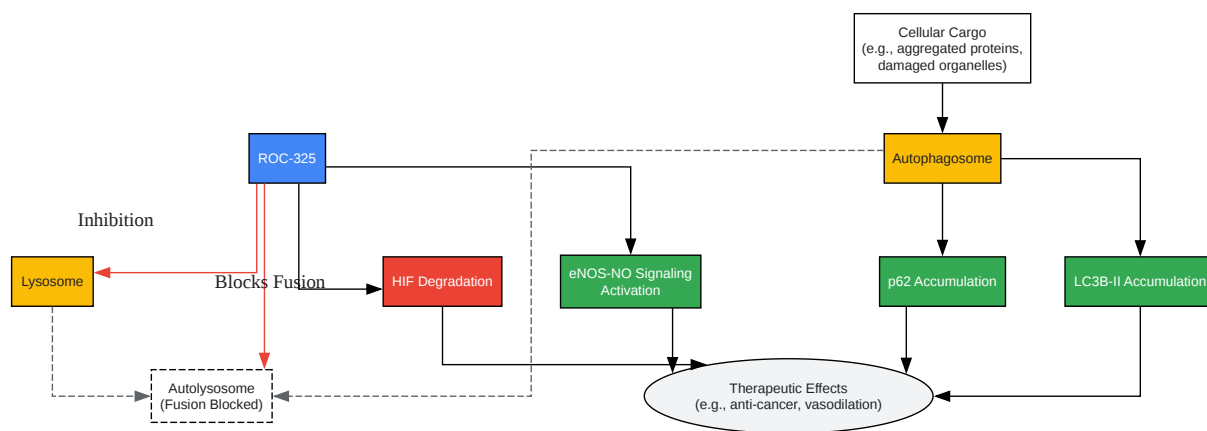 Cellular Cargo
(e.g., aggregated proteins,
damaged organelles)
ROC-325
Autophagosome
Inhibition
Lysosome
Blocks Fusion
HIF Degradation
eNOS-NO Signaling
Activation
p62 Accumulation
LC3B-II Accumulation
Autolysosome
(Fusion Blocked)
Therapeutic Effects
(e.g., anti-cancer, vasodilation)